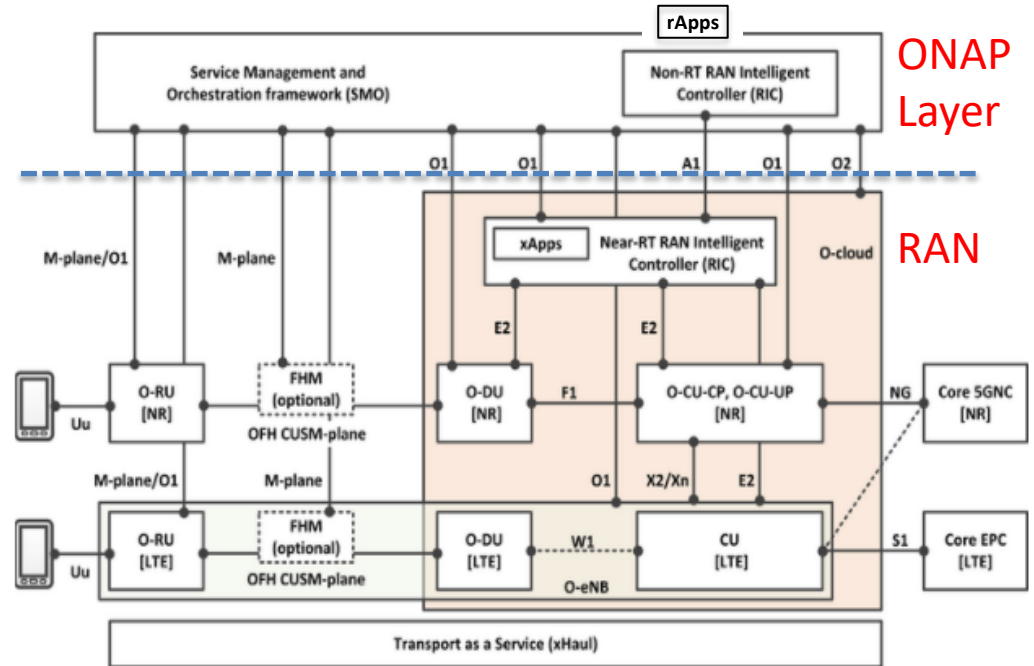 rApps
ONAP
Layer
Service Management and
Orchestration framework (SMO)
Non-RT RAN Intelligent
Controller (RIC)
O1
O1
A1
O1
O2
RAN
xApps
Near-RT RAN Intelligent
Controller (RIC)
O-cloud
M-plane/O1
M-plane
E2
E2
O-RU
[NR]
FHM
(optional)
O-DU
[NR]
F1
O-CU-CP, O-CU-UP
[NR]
NG
Core 5GNC
[NR]
Uu
OFH CUSM-plane
M-plane/O1
M-plane
O1
X2/Xn
E2
O-RU
[LTE]
FHM
(optional)
O-DU
[LTE]
W1
CU
[LTE]
S1
Core EPC
[LTE]
Uu
OFH CUSM-plane
O-eNB
Transport as a Service (xHaul)